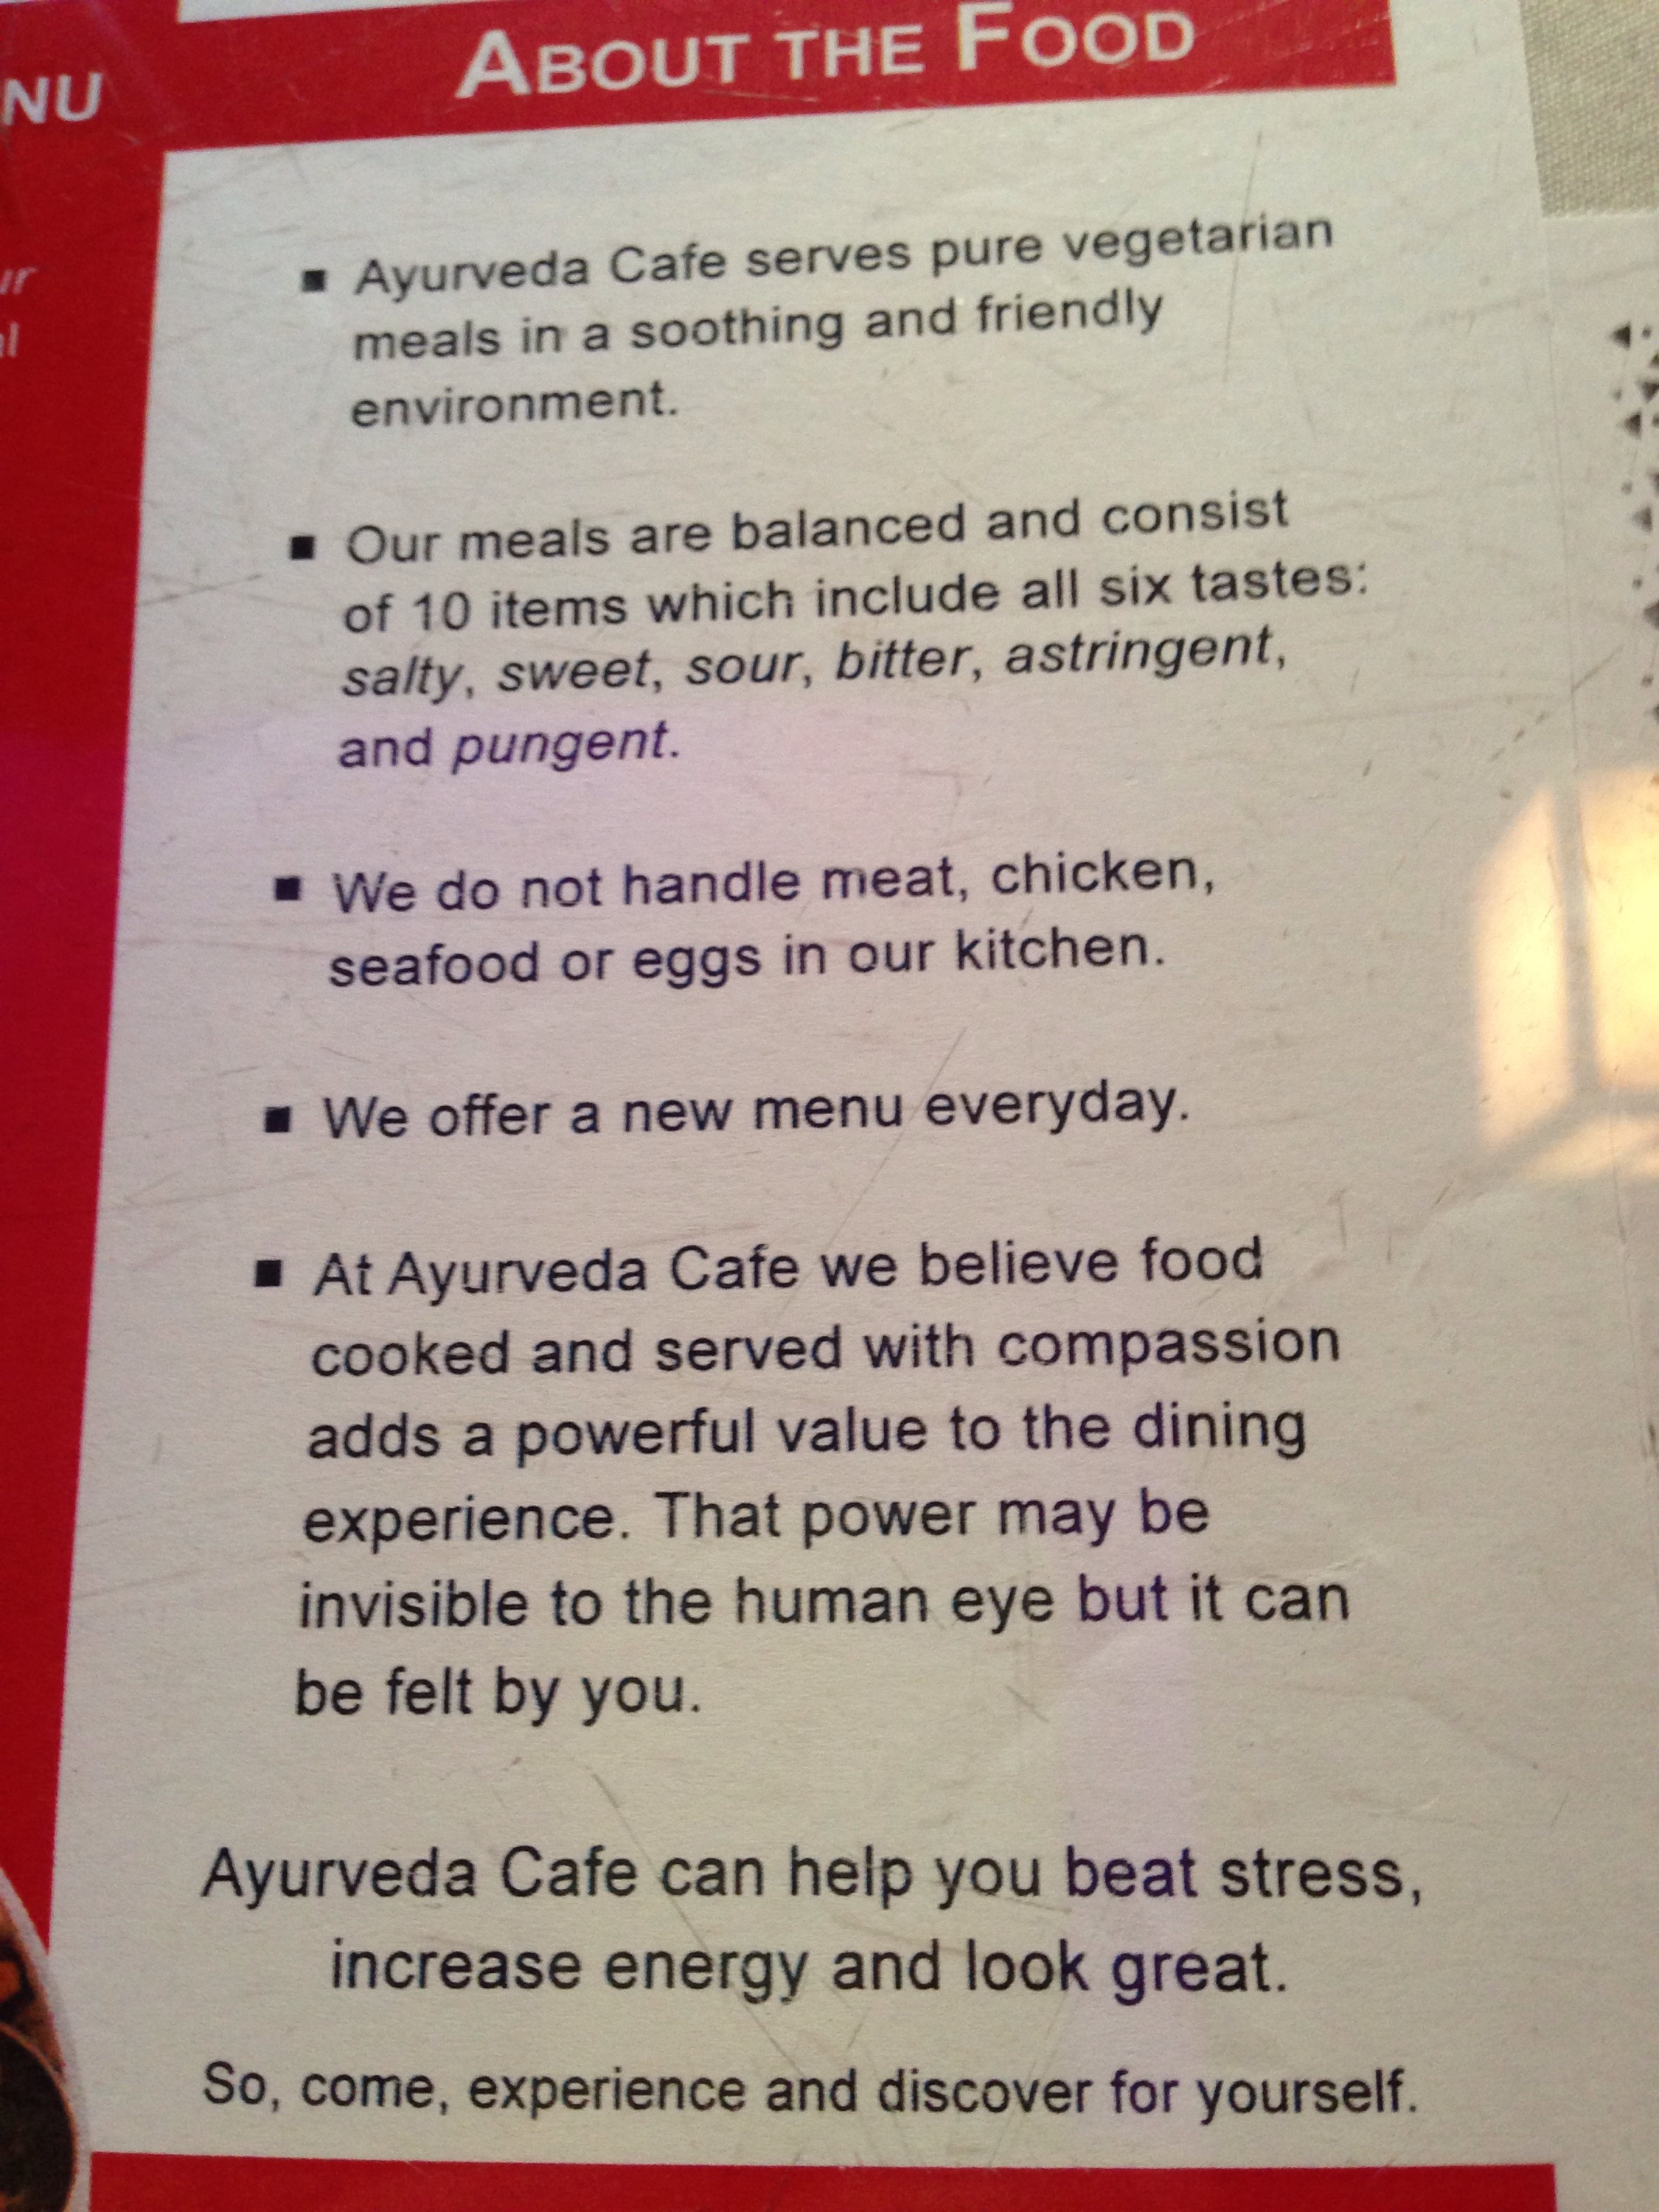 NU
ur
al
ABOUT THE FOOD
▪ Ayurveda Cafe serves pure vegetarian
meals in a soothing and friendly
environment.
▪ Our meals are balanced and consist
of 10 items which include all six tastes:
salty, sweet, sour, bitter, astringent,
and pungent.
▪ We do not handle meat, chicken,
seafood or eggs in our kitchen.
▪ We offer a new menu everyday.
▪ At Ayurveda Cafe we believe food
cooked and served with compassion
adds a powerful value to the dining
experience. That power may be
invisible to the human eye but it can
be felt by you.
Ayurveda Cafe can help you beat stress,
increase energy and look great.
So, come, experience and discover for yourself.